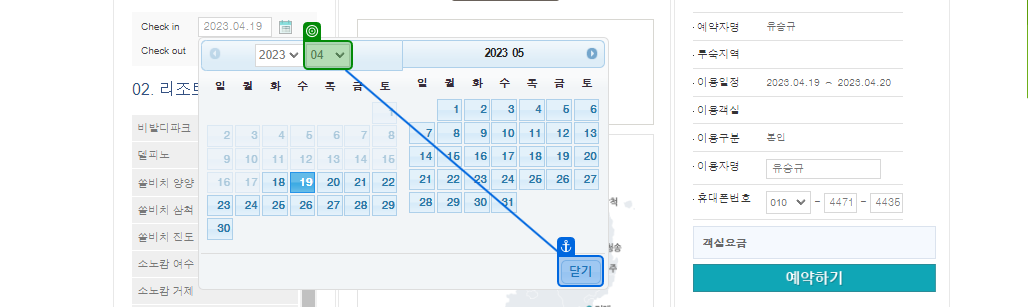 Check in 2023.04.19
Check out
02. 리조트
비발디파크
델피노
쏠비치 양양
쏠비치 삼척
쏠비치 진도
소노캄 여수
소노캄 거제
2023 04
일 월 화 수 목 금 토
1
2 3 4 5 6 7 8
9 10 11 12 13 14 15
16 17 18 19 20 21 22
23 24 25 26 27 28 29
30
2023 05
일 월 화 수 목 금 토
1 2 3 4 5 6
7 8 9 10 11 12 13
14 15 16 17 18 19 20
21 22 23 24 25 26 27
28 29 30 31
닫기
척
청송
주
예약자명 유승규
투숙지역
이용일정 2023.04.19 ~ 2023.04.20
이용객실
이용구분 본인
이용자명 유승규
휴대폰번호 010 - 4471 - 4435
객실요금
예약하기